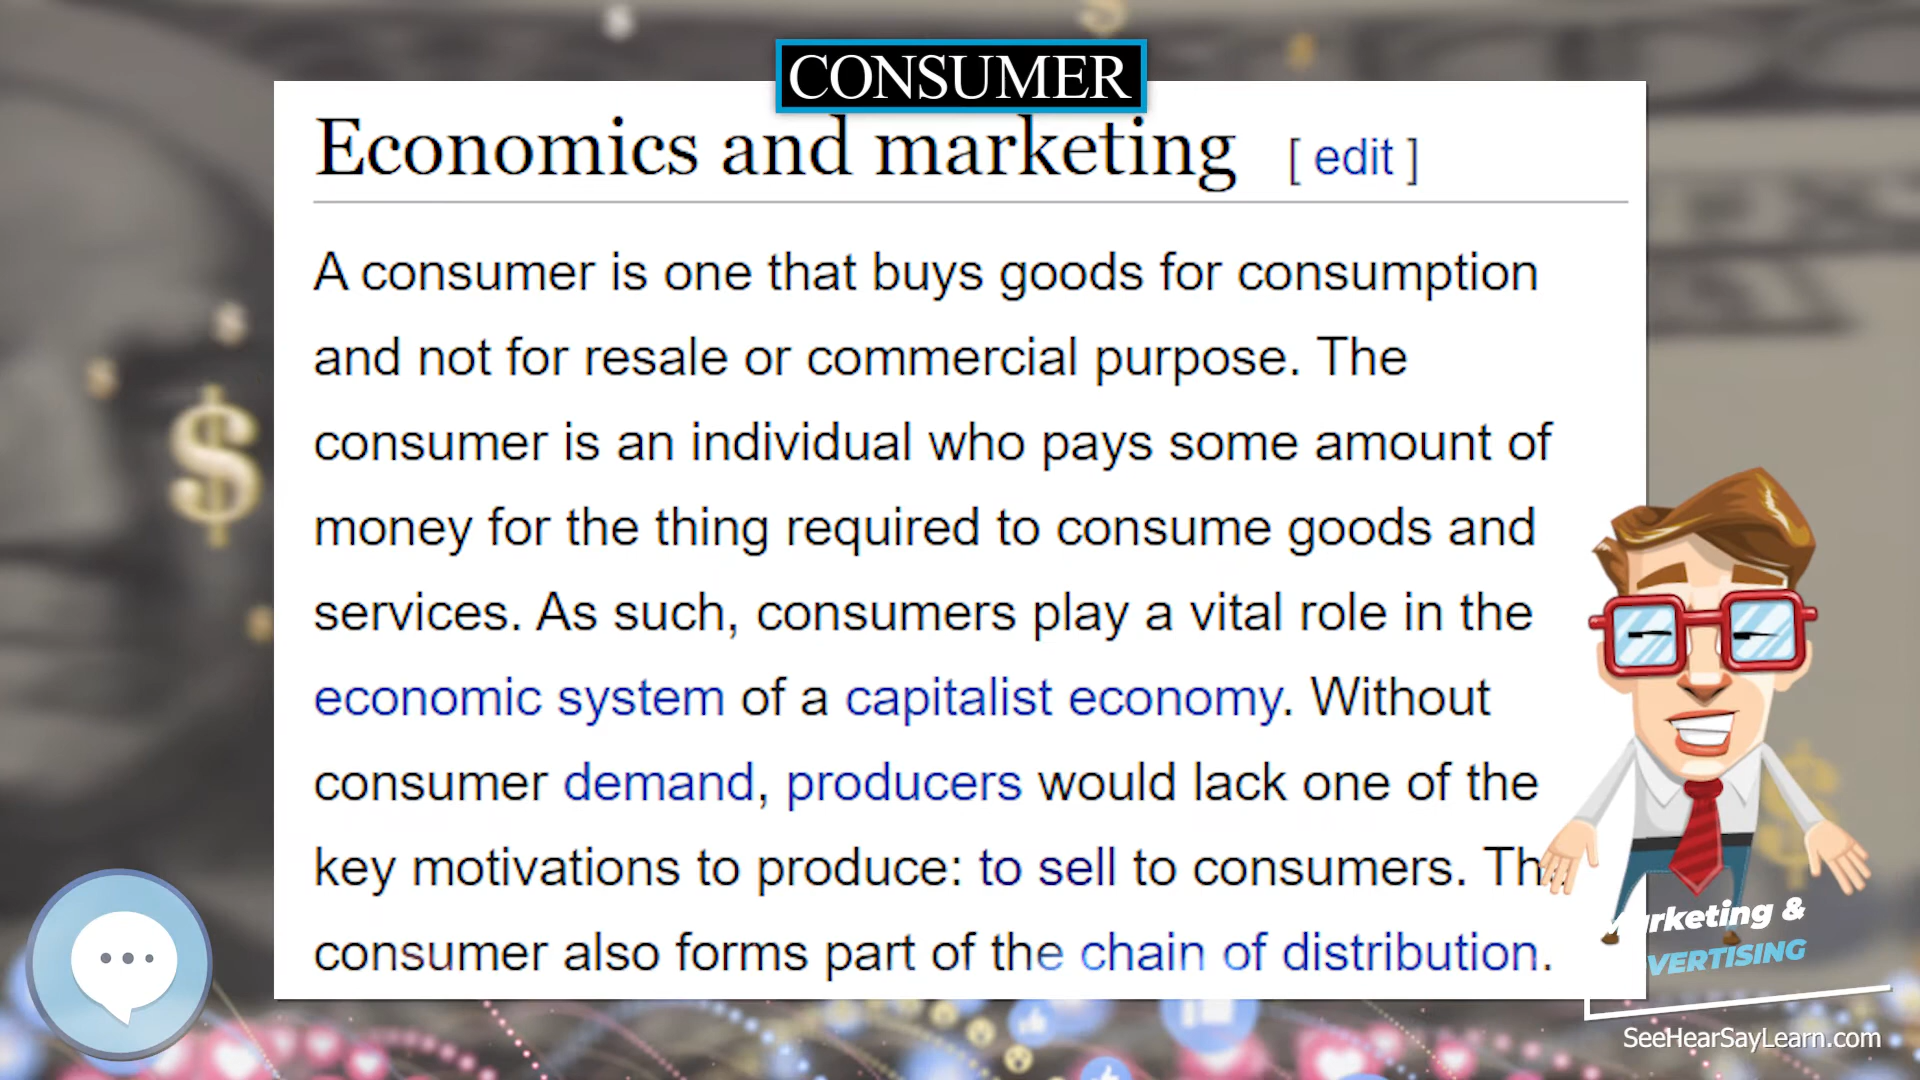 CONSUMER
Economics and marketing [ edit ]
A consumer is one that buys goods for consumption
and not for resale or commercial purpose. The
consumer is an individual who pays some amount of
money for the thing required to consume goods and
services. As such, consumers play a vital role in the
economic system of a capitalist economy. Without
consumer demand, producers would lack one of the
key motivations to produce: to sell to consumers. Th
consumer also forms part of the chain of distribution.
rketing &
VERTISING
SeeHearSayLearn.com